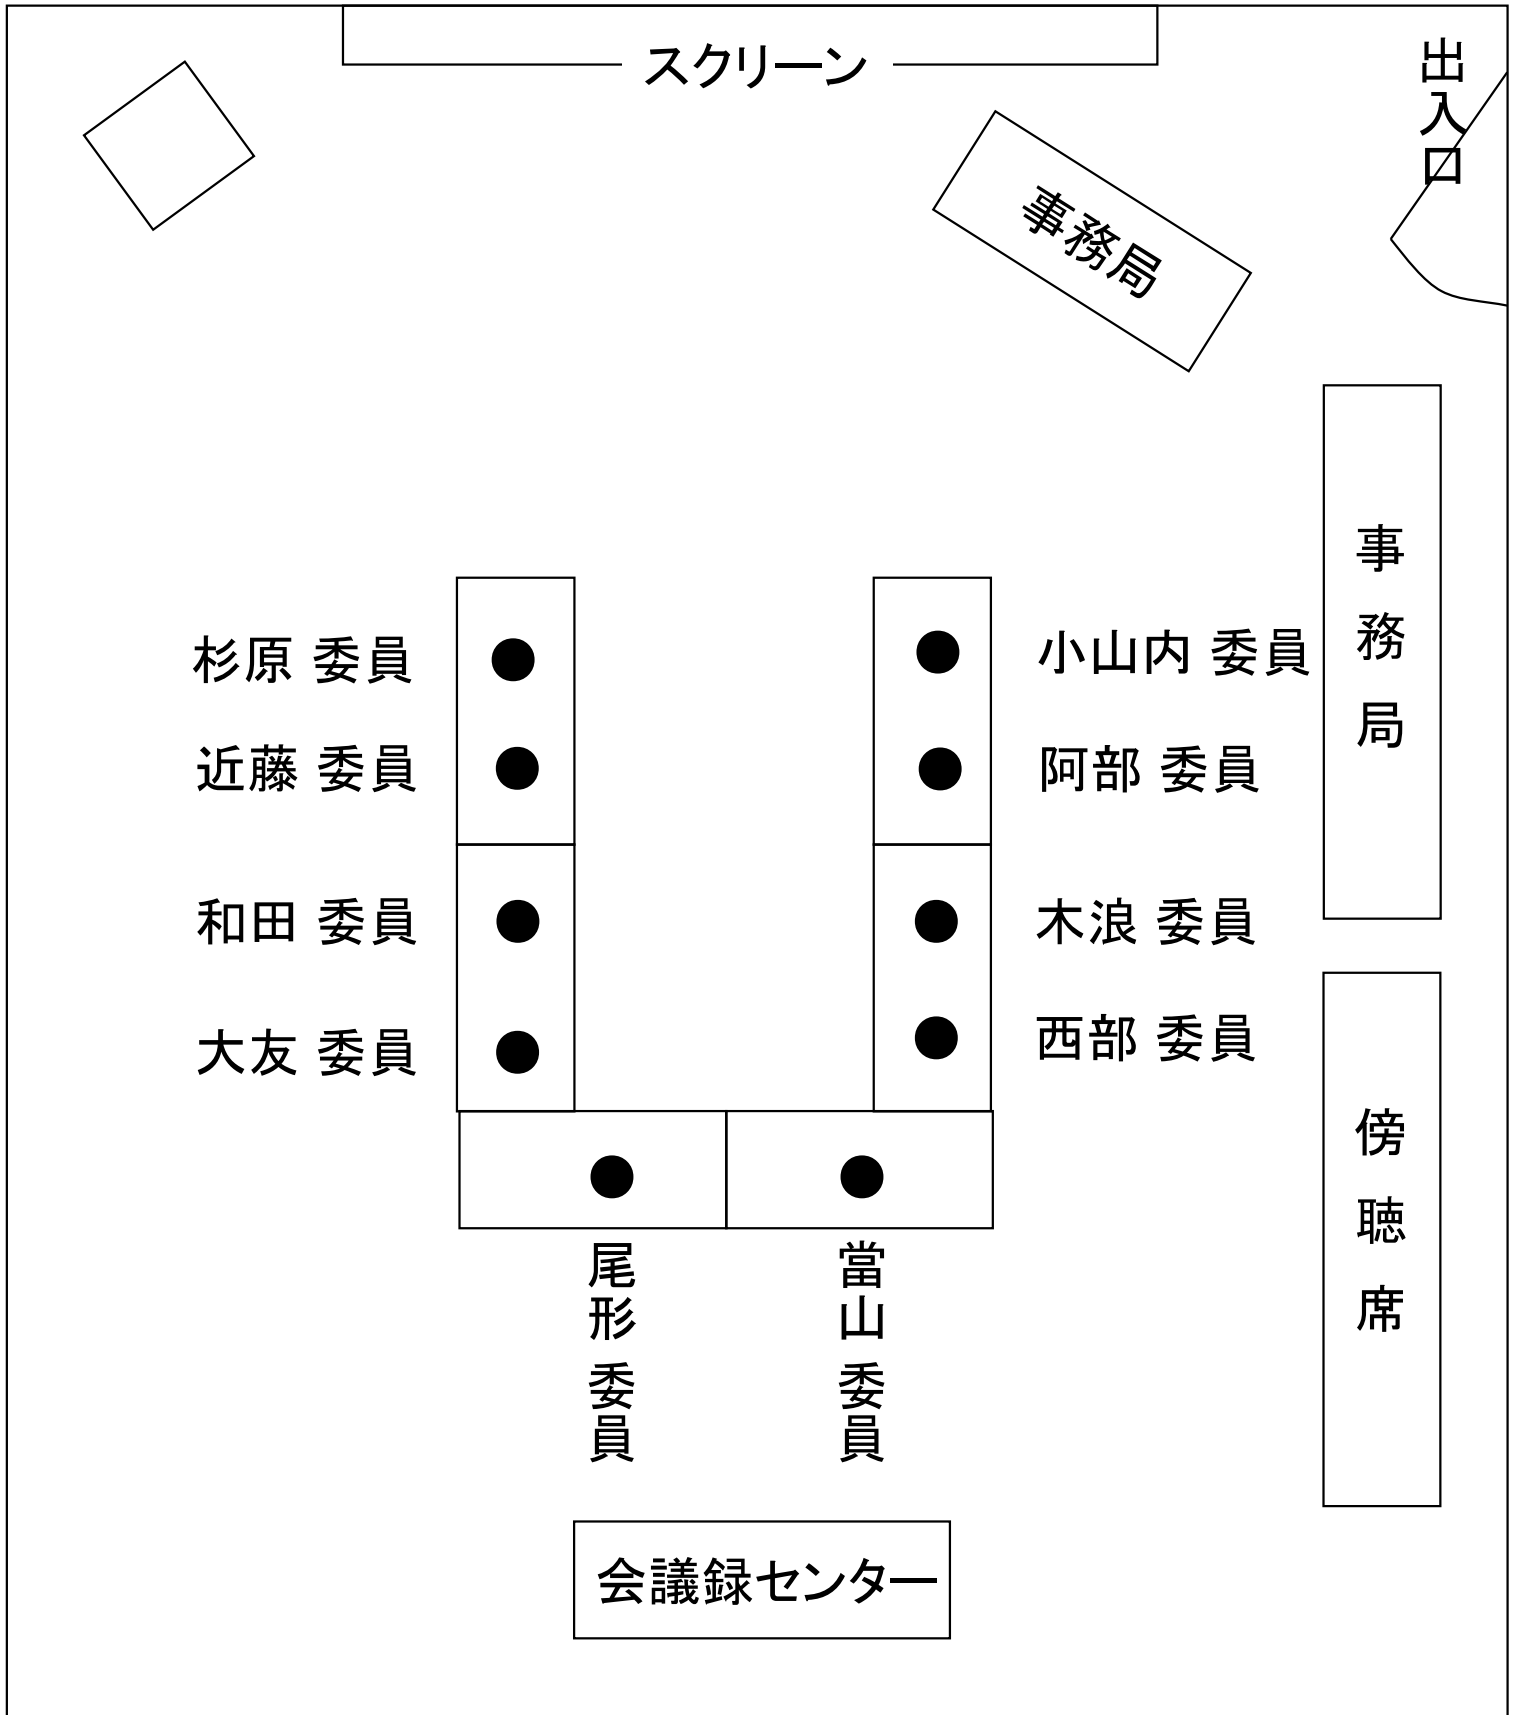 スクリーン
出入口
事務局
事務局
杉原 委員
小山内 委員
近藤 委員
阿部 委員
和田 委員
木浪 委員
大友 委員
西部 委員
尾形 委員
當山 委員
傍聴席
会議録センター